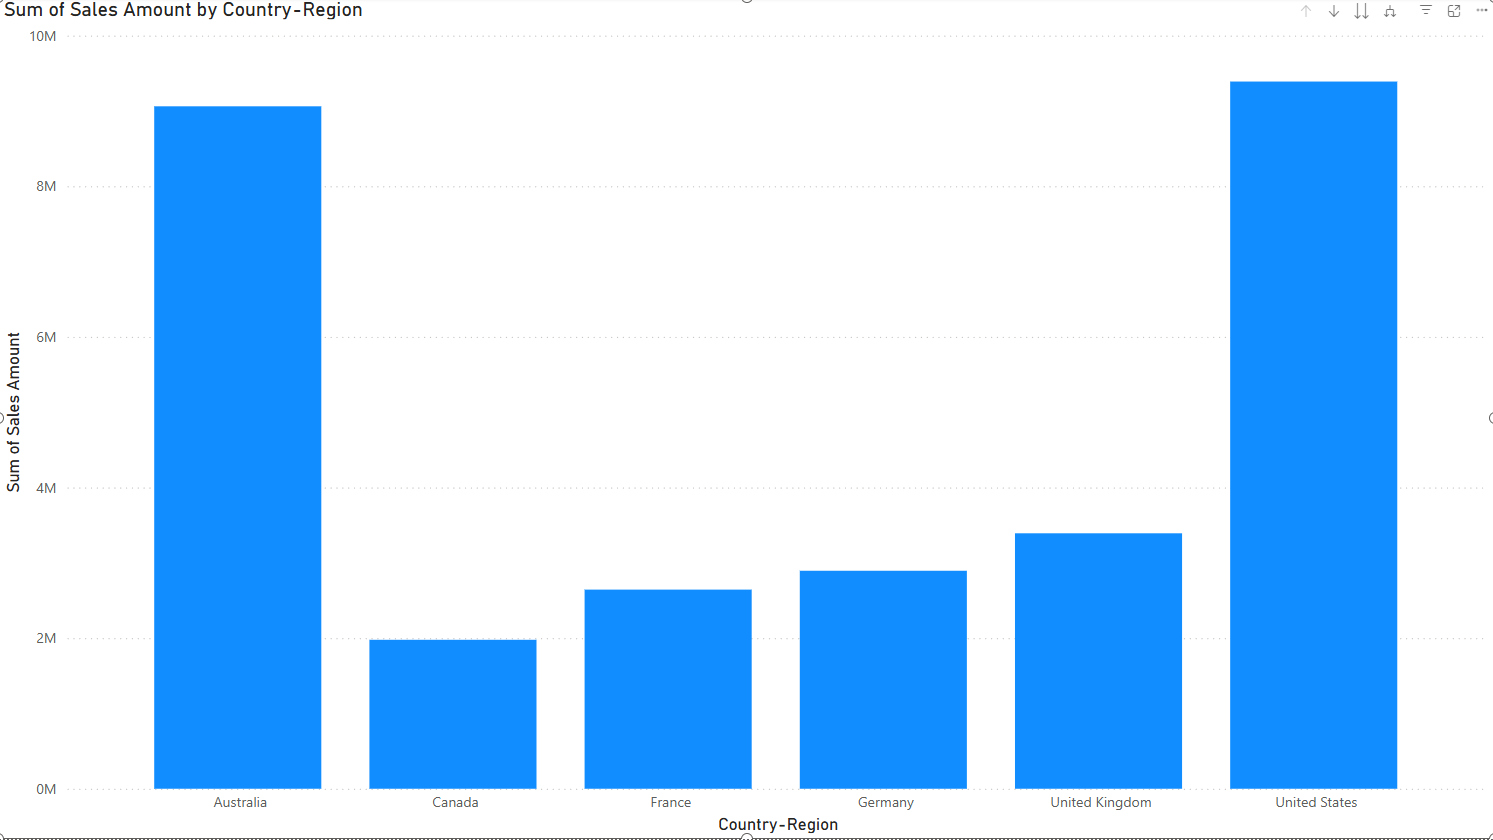 Sum of Sales Amount by Country-Region
10M
8M
6M
4M
2M
0M
Sum of Sales Amount
Australia Canada France Germany United Kingdom United States
Country-Region